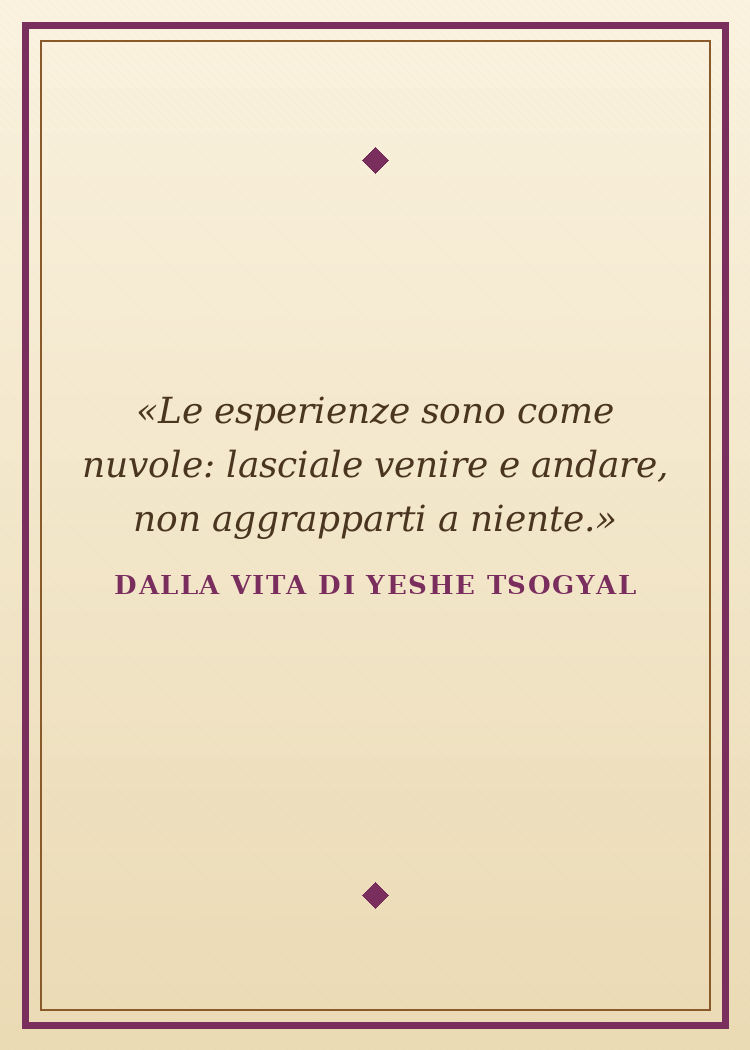 «Le esperienze sono come
nuvole: lasciale venire e andare,
non aggrapparti a niente.»
DALLA VITA DI YESHE TSOGYAL